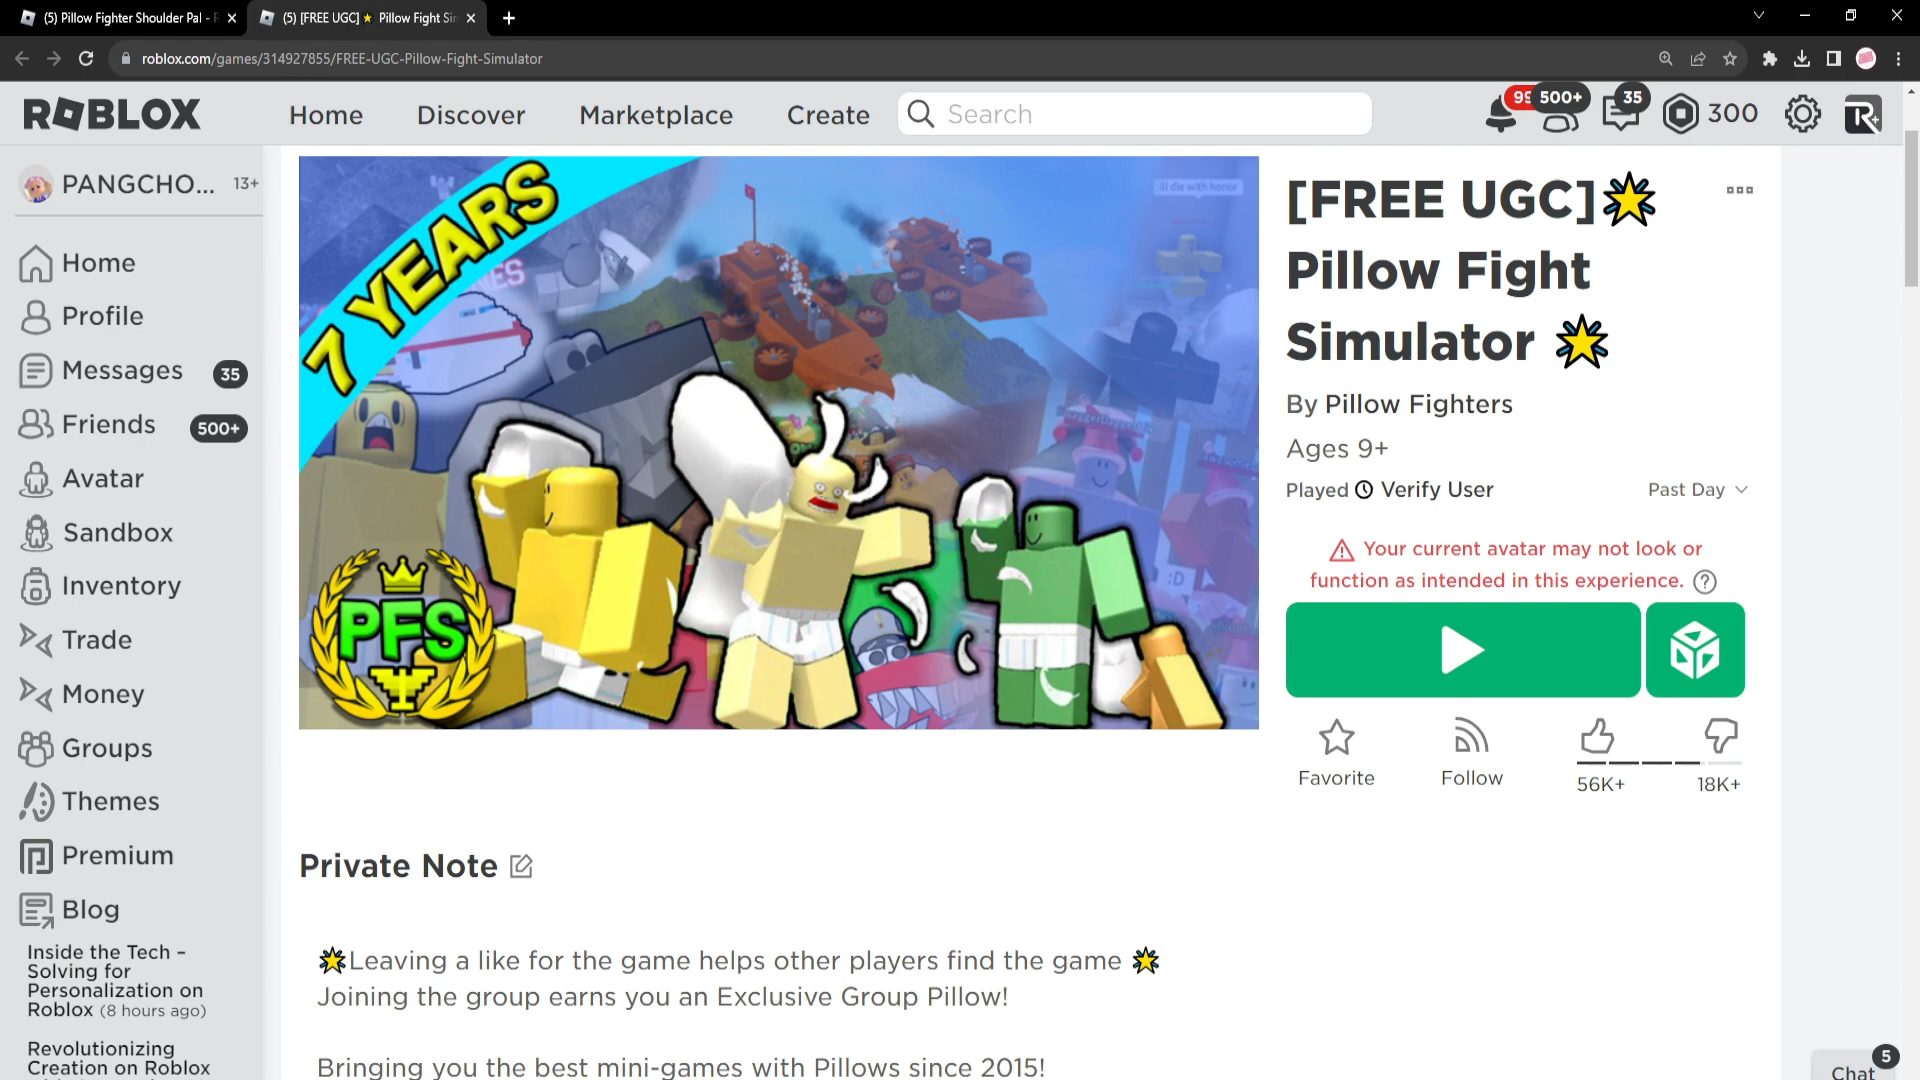 (5) Pillow Fighter Shoulder Pal - R
(5) [FREE UGC]🌟 Pillow Fight Sim
roblox.com/games/314927855/FREE-UGC-Pillow-Fight-Simulator
ROBLOX
Home
Discover
Marketplace
Create
Search
99
500+
35
300
PANGCHO...
13+
Home
Profile
Messages
35
Friends
500+
Avatar
Sandbox
Inventory
Trade
Money
Groups
Themes
Premium
Blog
Inside the Tech –
Solving for
Personalization on
Roblox (8 hours ago)
Revolutionizing
Creation on Roblox
7 YEARS
ill die with honor
PFS
:D
[FREE UGC]🌟
Pillow Fight
Simulator 🌟
By Pillow Fighters
Ages 9+
Played Verify User
Past Day
Your current avatar may not look or
function as intended in this experience.
Favorite
Follow
56K+
18K+
Private Note
🌟Leaving a like for the game helps other players find the game 🌟
Joining the group earns you an Exclusive Group Pillow!
Bringing you the best mini-games with Pillows since 2015!
Chat
5